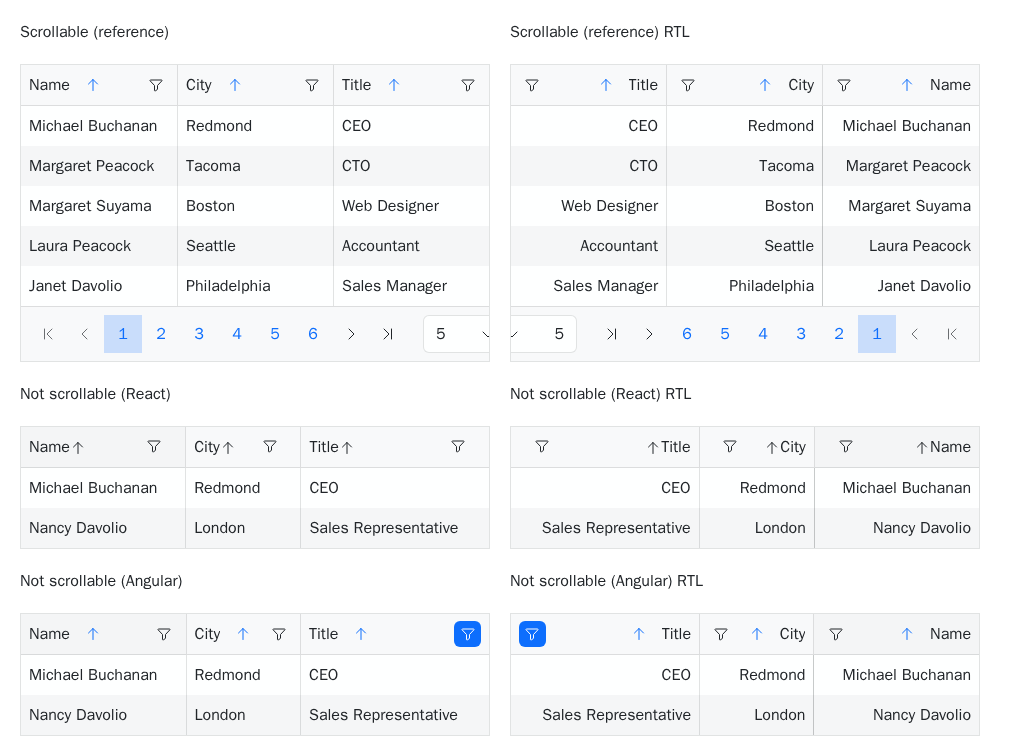 Scrollable (reference)
Name City Title
Michael Buchanan Redmond CEO
Margaret Peacock Tacoma CTO
Margaret Suyama Boston Web Designer
Laura Peacock Seattle Accountant
Janet Davolio Philadelphia Sales Manager
1 2 3 4 5 6 5
Scrollable (reference) RTL
Title City Name
CEO Redmond Michael Buchanan
CTO Tacoma Margaret Peacock
Web Designer Boston Margaret Suyama
Accountant Seattle Laura Peacock
Sales Manager Philadelphia Janet Davolio
5 6 5 4 3 2 1
Not scrollable (React)
Name City Title
Michael Buchanan Redmond CEO
Nancy Davolio London Sales Representative
Not scrollable (React) RTL
Title City Name
CEO Redmond Michael Buchanan
Sales Representative London Nancy Davolio
Not scrollable (Angular)
Name City Title
Michael Buchanan Redmond CEO
Nancy Davolio London Sales Representative
Not scrollable (Angular) RTL
Title City Name
CEO Redmond Michael Buchanan
Sales Representative London Nancy Davolio